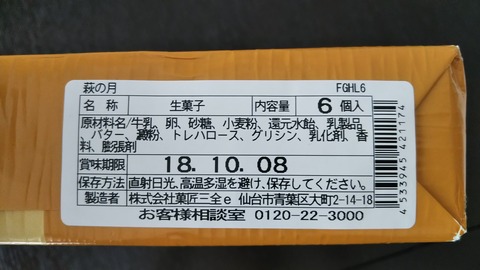 萩の月 FGHL6
名称 生菓子 内容量 6個入
原材料名/牛乳、卵、砂糖、小麦粉、還元水飴、乳製品
、バター、澱粉、トレハロース、グリシン、乳化剤、香
料、膨張剤
賞味期限 18.10.08
保存方法 直射日光、高温多湿を避け、保存してください。
製造者 株式会社菓匠三全e 仙台市青葉区大町2-14-18
お客様相談室 0120-22-3000
4533945421174